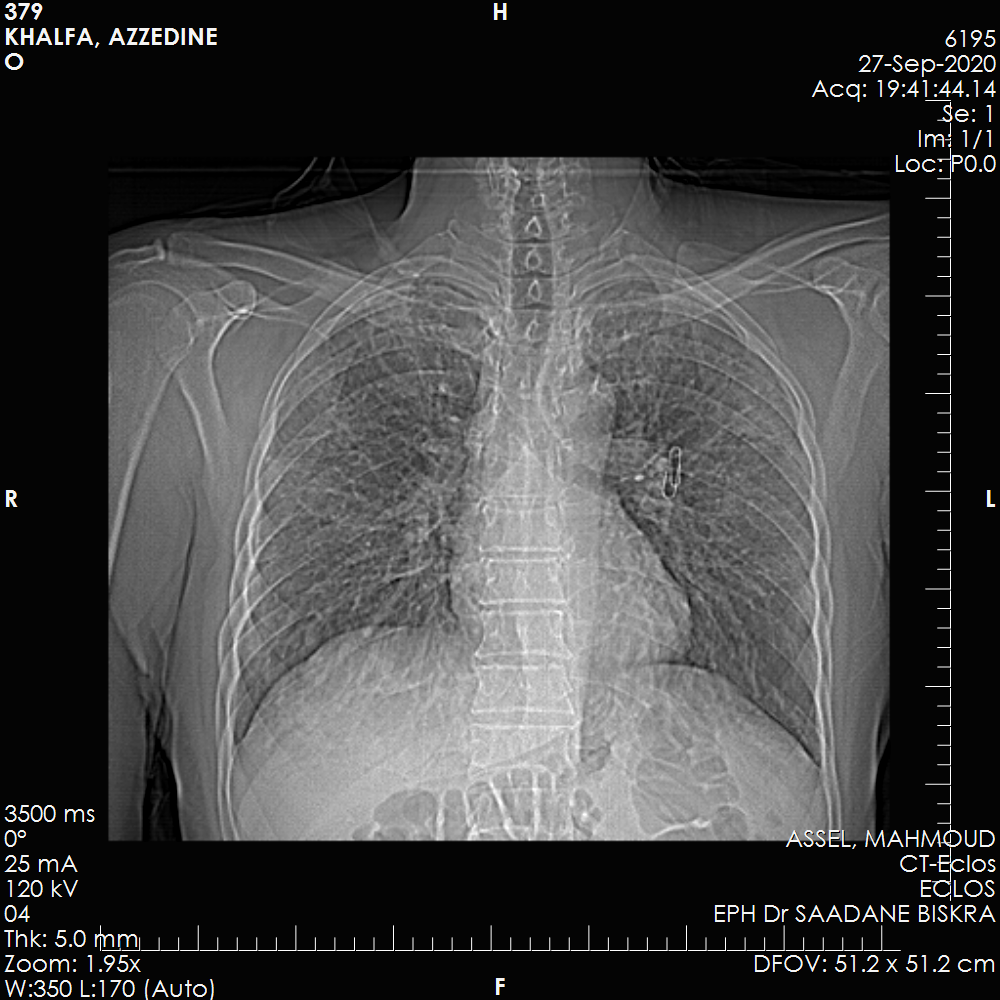 379
KHALFA, AZZEDINE
O
H
6195
27-Sep-2020
Acq: 19:41:44.14
Se: 1
Im: 1/1
Loc: P0.0
R
L
3500 ms
0°
25 mA
120 kV
04
Thk: 5.0 mm
Zoom: 1.95x
W:350 L:170 (Auto)
F
ASSEL, MAHMOUD
CT-Eclos
ECLOS
EPH Dr SAADANE BISKRA
DFOV: 51.2 x 51.2 cm